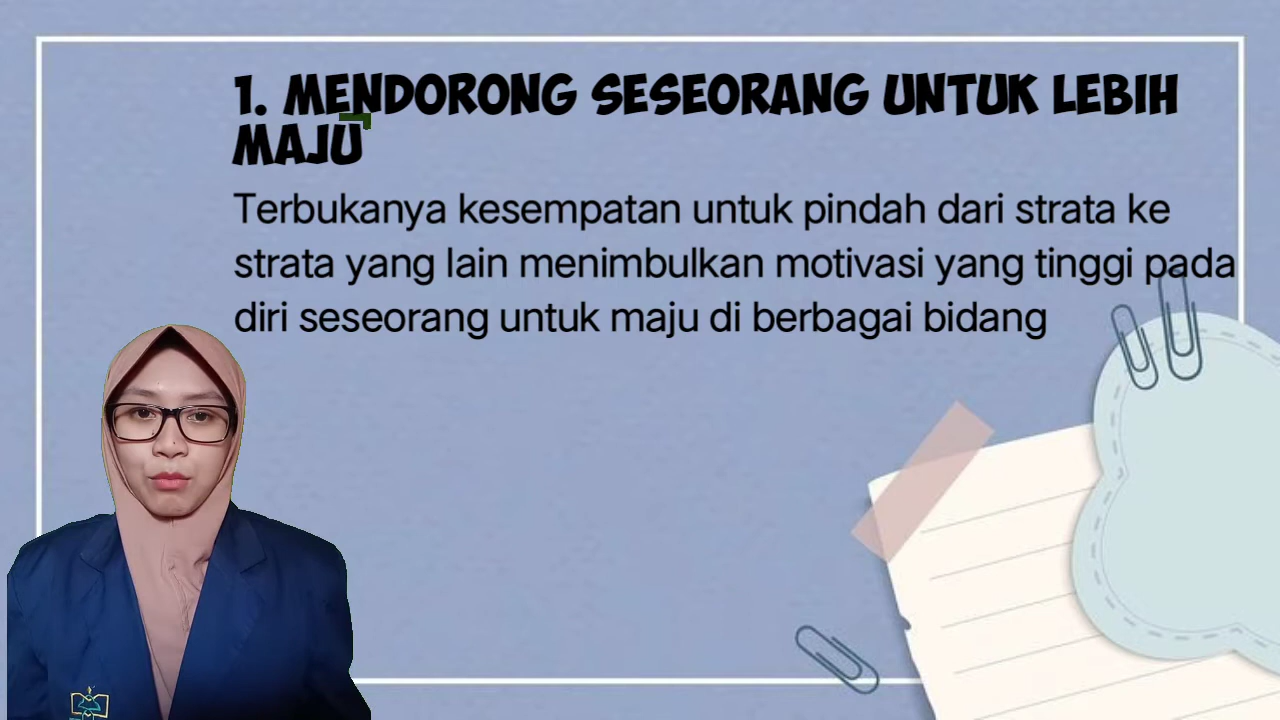 1. MENDORONG SESEORANG UNTUK LEBIH
MAJU
Terbukanya kesempatan untuk pindah dari strata ke
strata yang lain menimbulkan motivasi yang tinggi pada
diri seseorang untuk maju di berbagai bidang